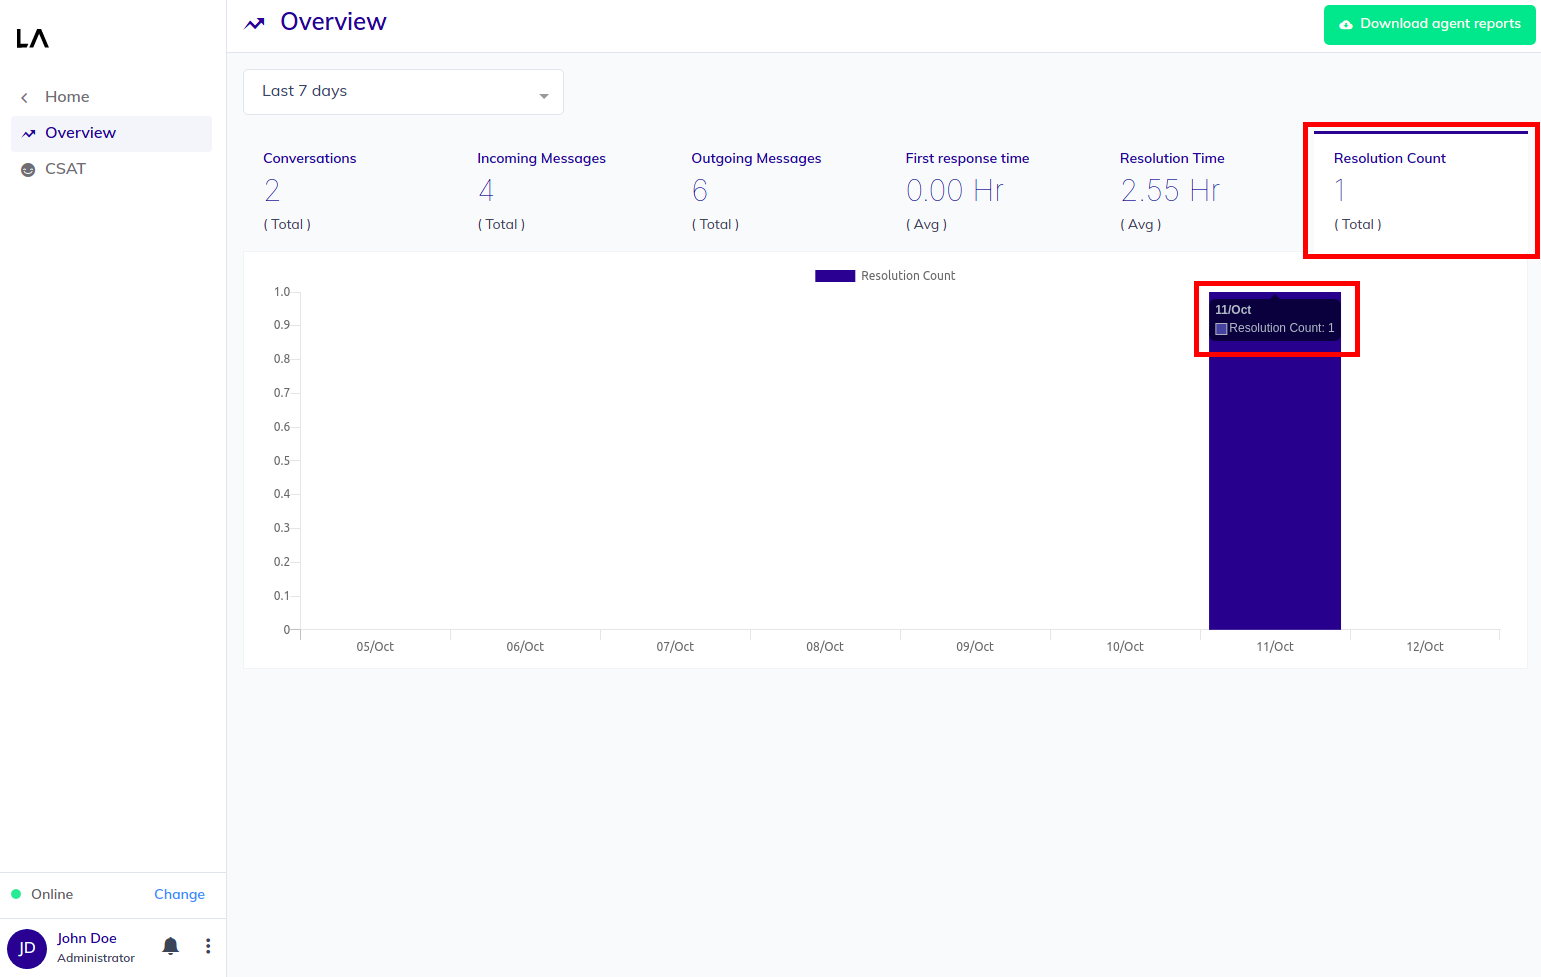 LA
Overview
Download agent reports
Home
Overview
CSAT
Last 7 days
Conversations
2
( Total )
Incoming Messages
4
( Total )
Outgoing Messages
6
( Total )
First response time
0.00 Hr
( Avg )
Resolution Time
2.55 Hr
( Avg )
Resolution Count
1
( Total )
Resolution Count
1.0
0.9
0.8
0.7
0.6
0.5
0.4
0.3
0.2
0.1
0
11/Oct
Resolution Count: 1
05/Oct 06/Oct 07/Oct 08/Oct 09/Oct 10/Oct 11/Oct 12/Oct
Online Change
JD
John Doe
Administrator